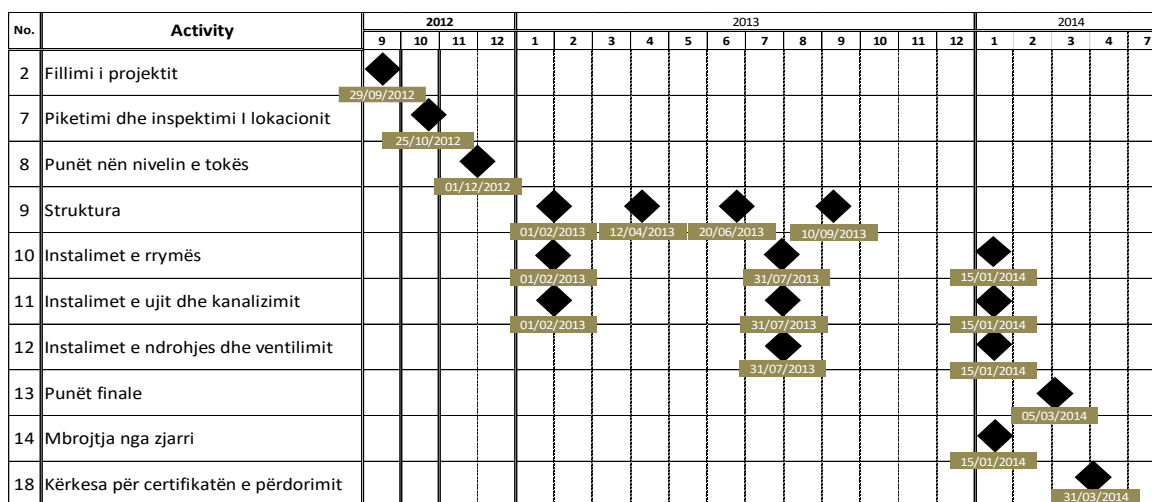 No. Activity 2012 2013 2014
9 10 11 12 1 2 3 4 5 6 7 8 9 10 11 12 1 2 3 4 7
2 Fillimi i projektit
29/09/2012
7 Piketimi dhe inspektimi I lokacionit
25/10/2012
8 Punët nën nivelin e tokës
01/12/2012
9 Struktura
01/02/2013 12/04/2013 20/06/2013 10/09/2013
10 Instalimet e rrymës
01/02/2013 31/07/2013 15/01/2014
11 Instalimet e ujit dhe kanalizimit
01/02/2013 31/07/2013 15/01/2014
12 Instalimet e ndrohjes dhe ventilimit
31/07/2013 15/01/2014
13 Punët finale
05/03/2014
14 Mbrojtja nga zjarri
15/01/2014
18 Kërkesa për certifikatën e përdorimit
31/03/2014